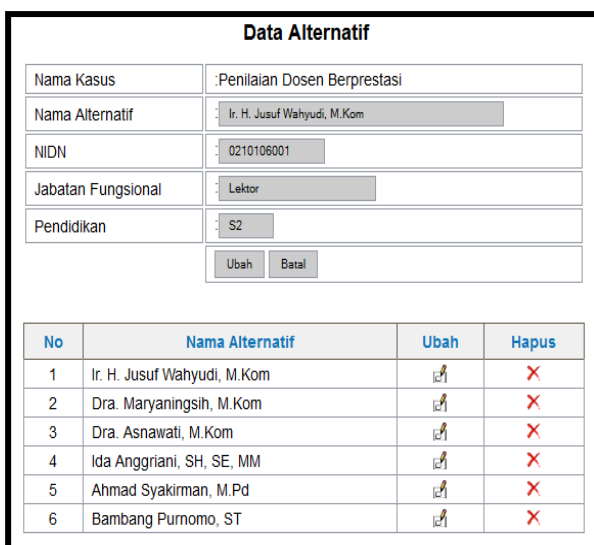 Data Alternatif
Nama Kasus :Penilaian Dosen Berprestasi
Nama Alternatif : Ir. H. Jusuf Wahyudi, M.Kom
NIDN : 0210106001
Jabatan Fungsional : Lektor
Pendidikan : S2
Ubah Batal
No Nama Alternatif Ubah Hapus
1 Ir. H. Jusuf Wahyudi, M.Kom
2 Dra. Maryaningsih, M.Kom
3 Dra. Asnawati, M.Kom
4 Ida Anggriani, SH, SE, MM
5 Ahmad Syakirman, M.Pd
6 Bambang Purnomo, ST